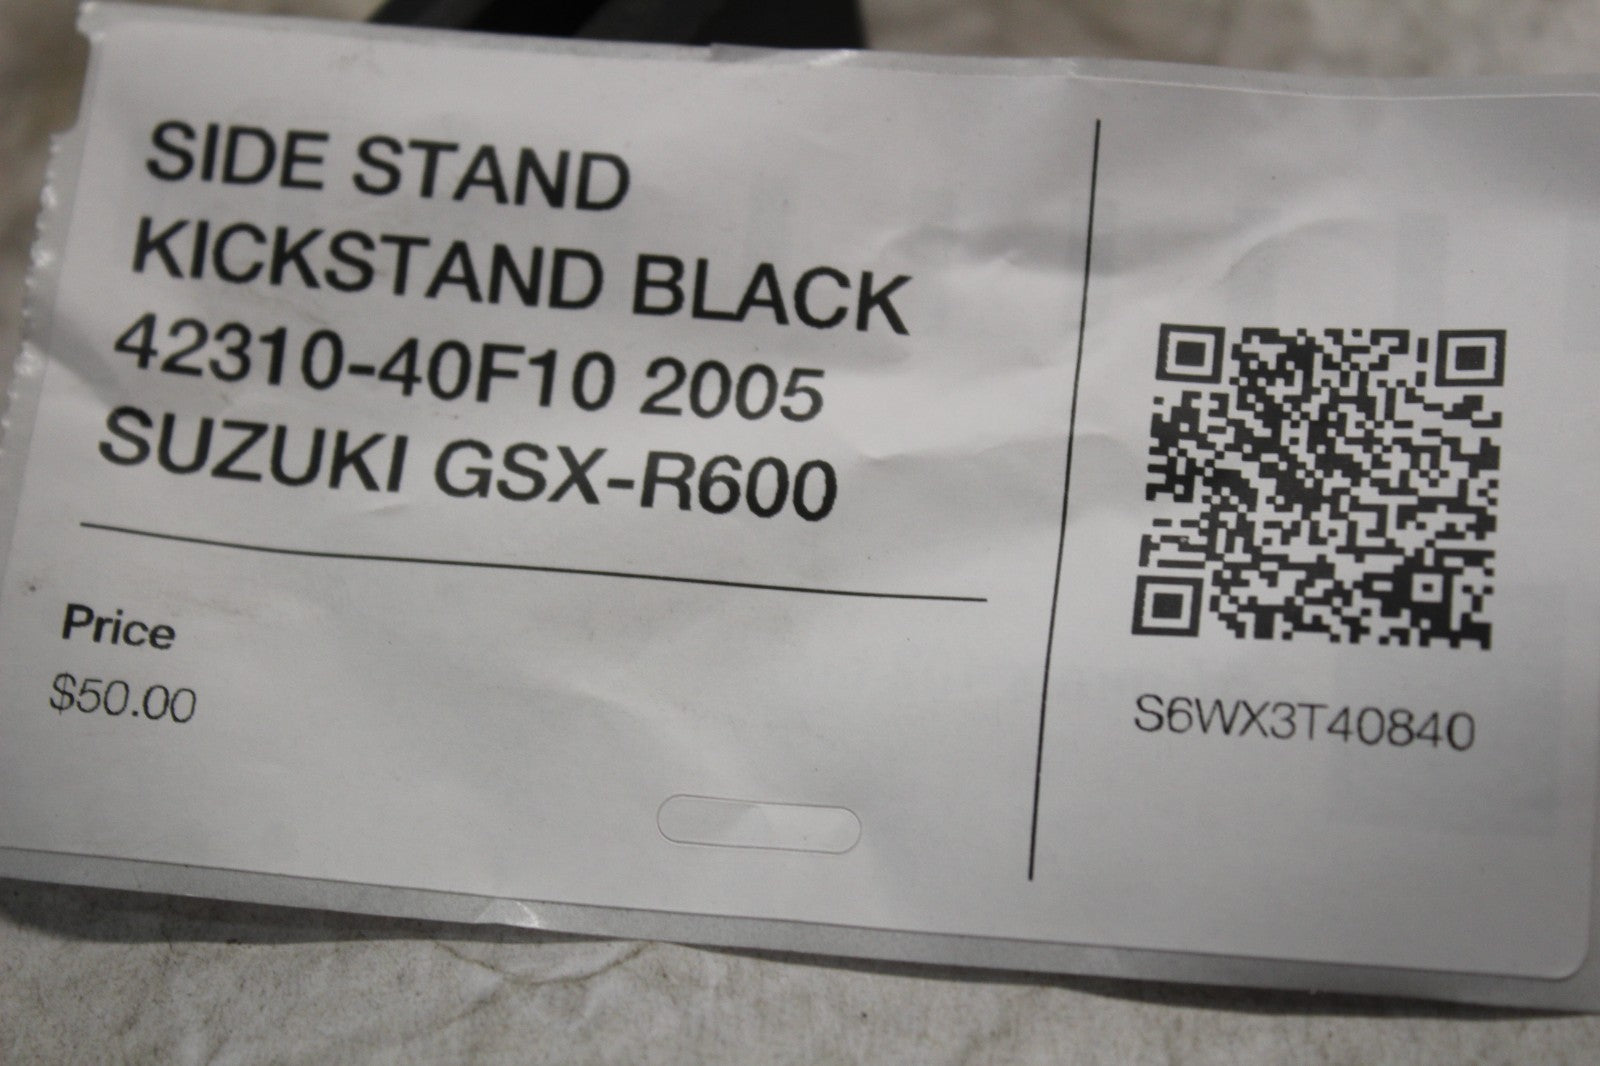 SIDE STAND
KICKSTAND BLACK
42310-40F10 2005
SUZUKI GSX-R600
Price
$50.00
S6WX3T40840